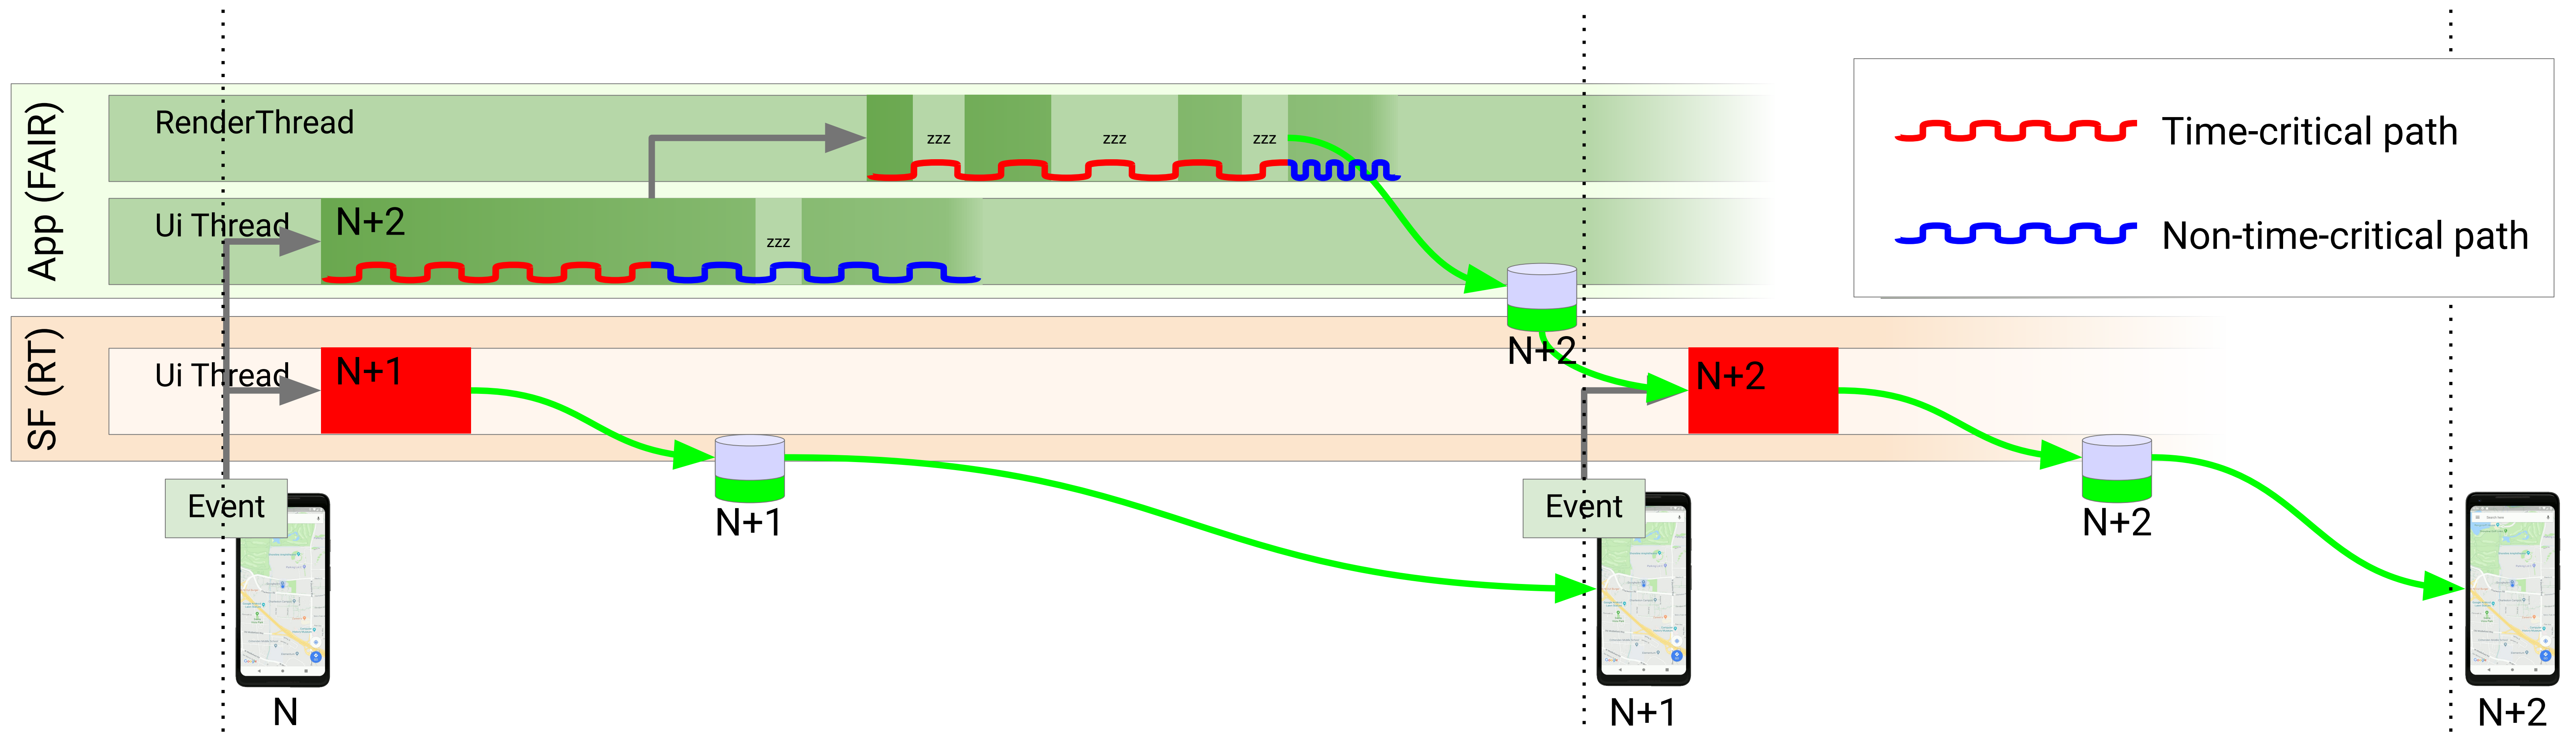 App (FAIR)
RenderThread
zzz
zzz
zzz
Ui Thread
N+2
zzz
Time-critical path
Non-time-critical path
SF (RT)
Ui Thread
N+1
N+2
N+2
Event
N+1
Event
N+2
N
N+1
N+2